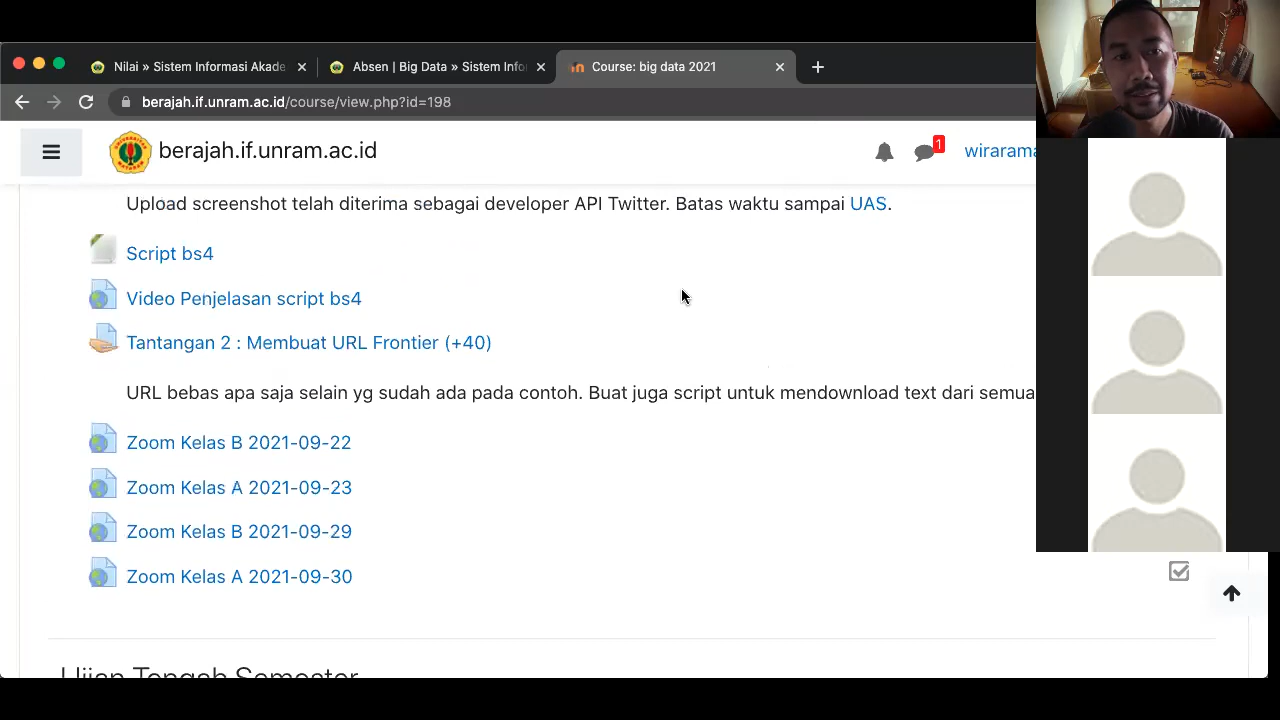 Nilai » Sistem Informasi Akade
Absen | Big Data » Sistem Info
Course: big data 2021
berajah.if.unram.ac.id/course/view.php?id=198
berajah.if.unram.ac.id
1
wirarama
Upload screenshot telah diterima sebagai developer API Twitter. Batas waktu sampai UAS.
Script bs4
Video Penjelasan script bs4
Tantangan 2 : Membuat URL Frontier (+40)
URL bebas apa saja selain yg sudah ada pada contoh. Buat juga script untuk mendownload text dari semua
Zoom Kelas B 2021-09-22
Zoom Kelas A 2021-09-23
Zoom Kelas B 2021-09-29
Zoom Kelas A 2021-09-30
Ujian Tengah Semester